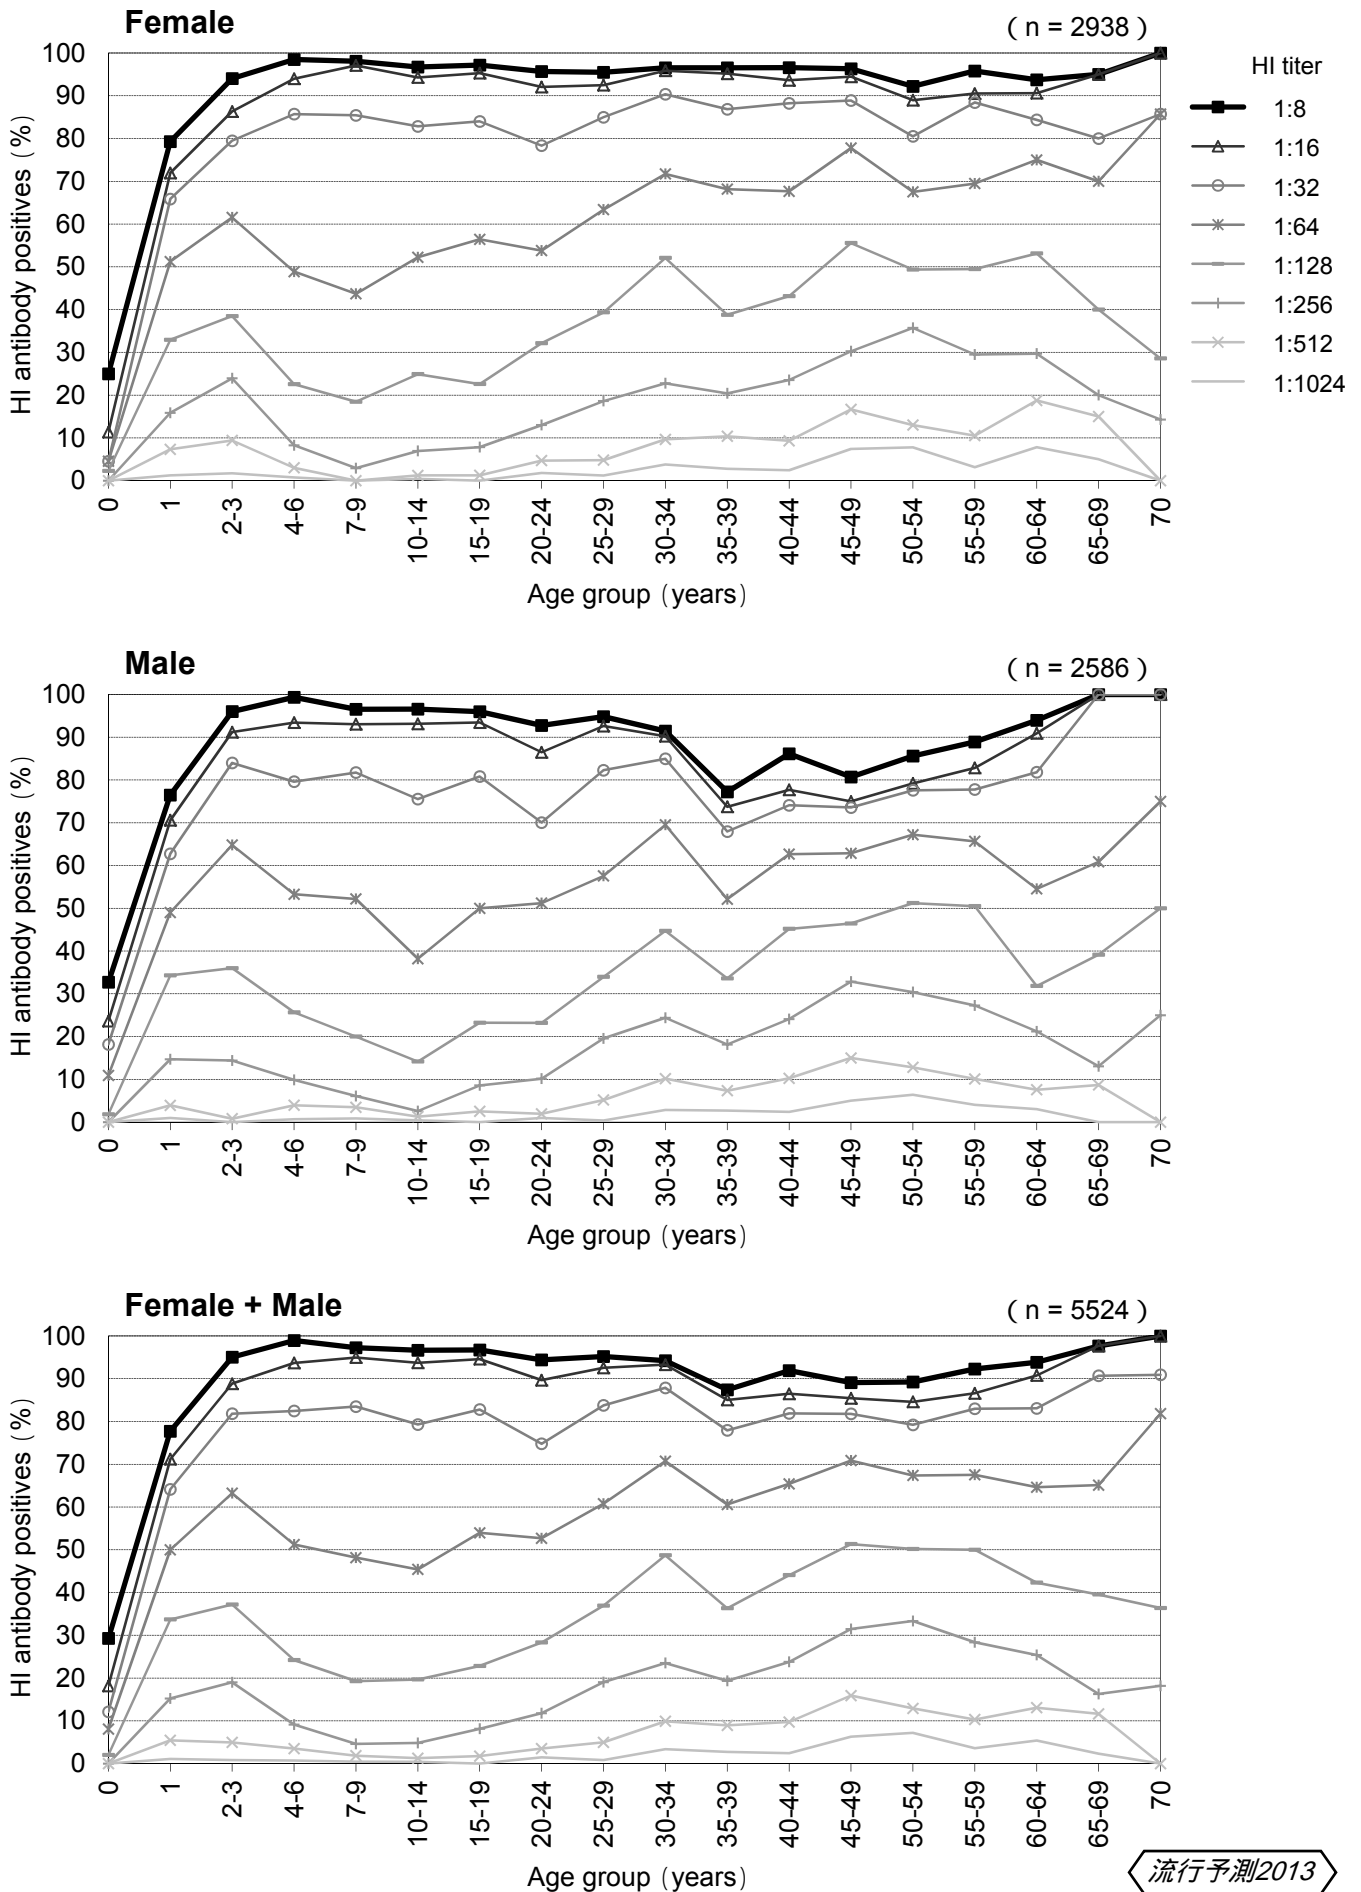 Female
( n = 2938 )
HI titer
1:8
1:16
1:32
1:64
1:128
1:256
1:512
1:1024
HI antibody positives (%)
100
90
80
70
60
50
40
30
20
10
0
0 1 2-3 4-6 7-9 10-14 15-19 20-24 25-29 30-34 35-39 40-44 45-49 50-54 55-59 60-64 65-69 70
Age group (years)
Male
( n = 2586 )
HI antibody positives (%)
100
90
80
70
60
50
40
30
20
10
0
0 1 2-3 4-6 7-9 10-14 15-19 20-24 25-29 30-34 35-39 40-44 45-49 50-54 55-59 60-64 65-69 70
Age group (years)
Female + Male
( n = 5524 )
HI antibody positives (%)
100
90
80
70
60
50
40
30
20
10
0
0 1 2-3 4-6 7-9 10-14 15-19 20-24 25-29 30-34 35-39 40-44 45-49 50-54 55-59 60-64 65-69 70
Age group (years)
流行予測2013